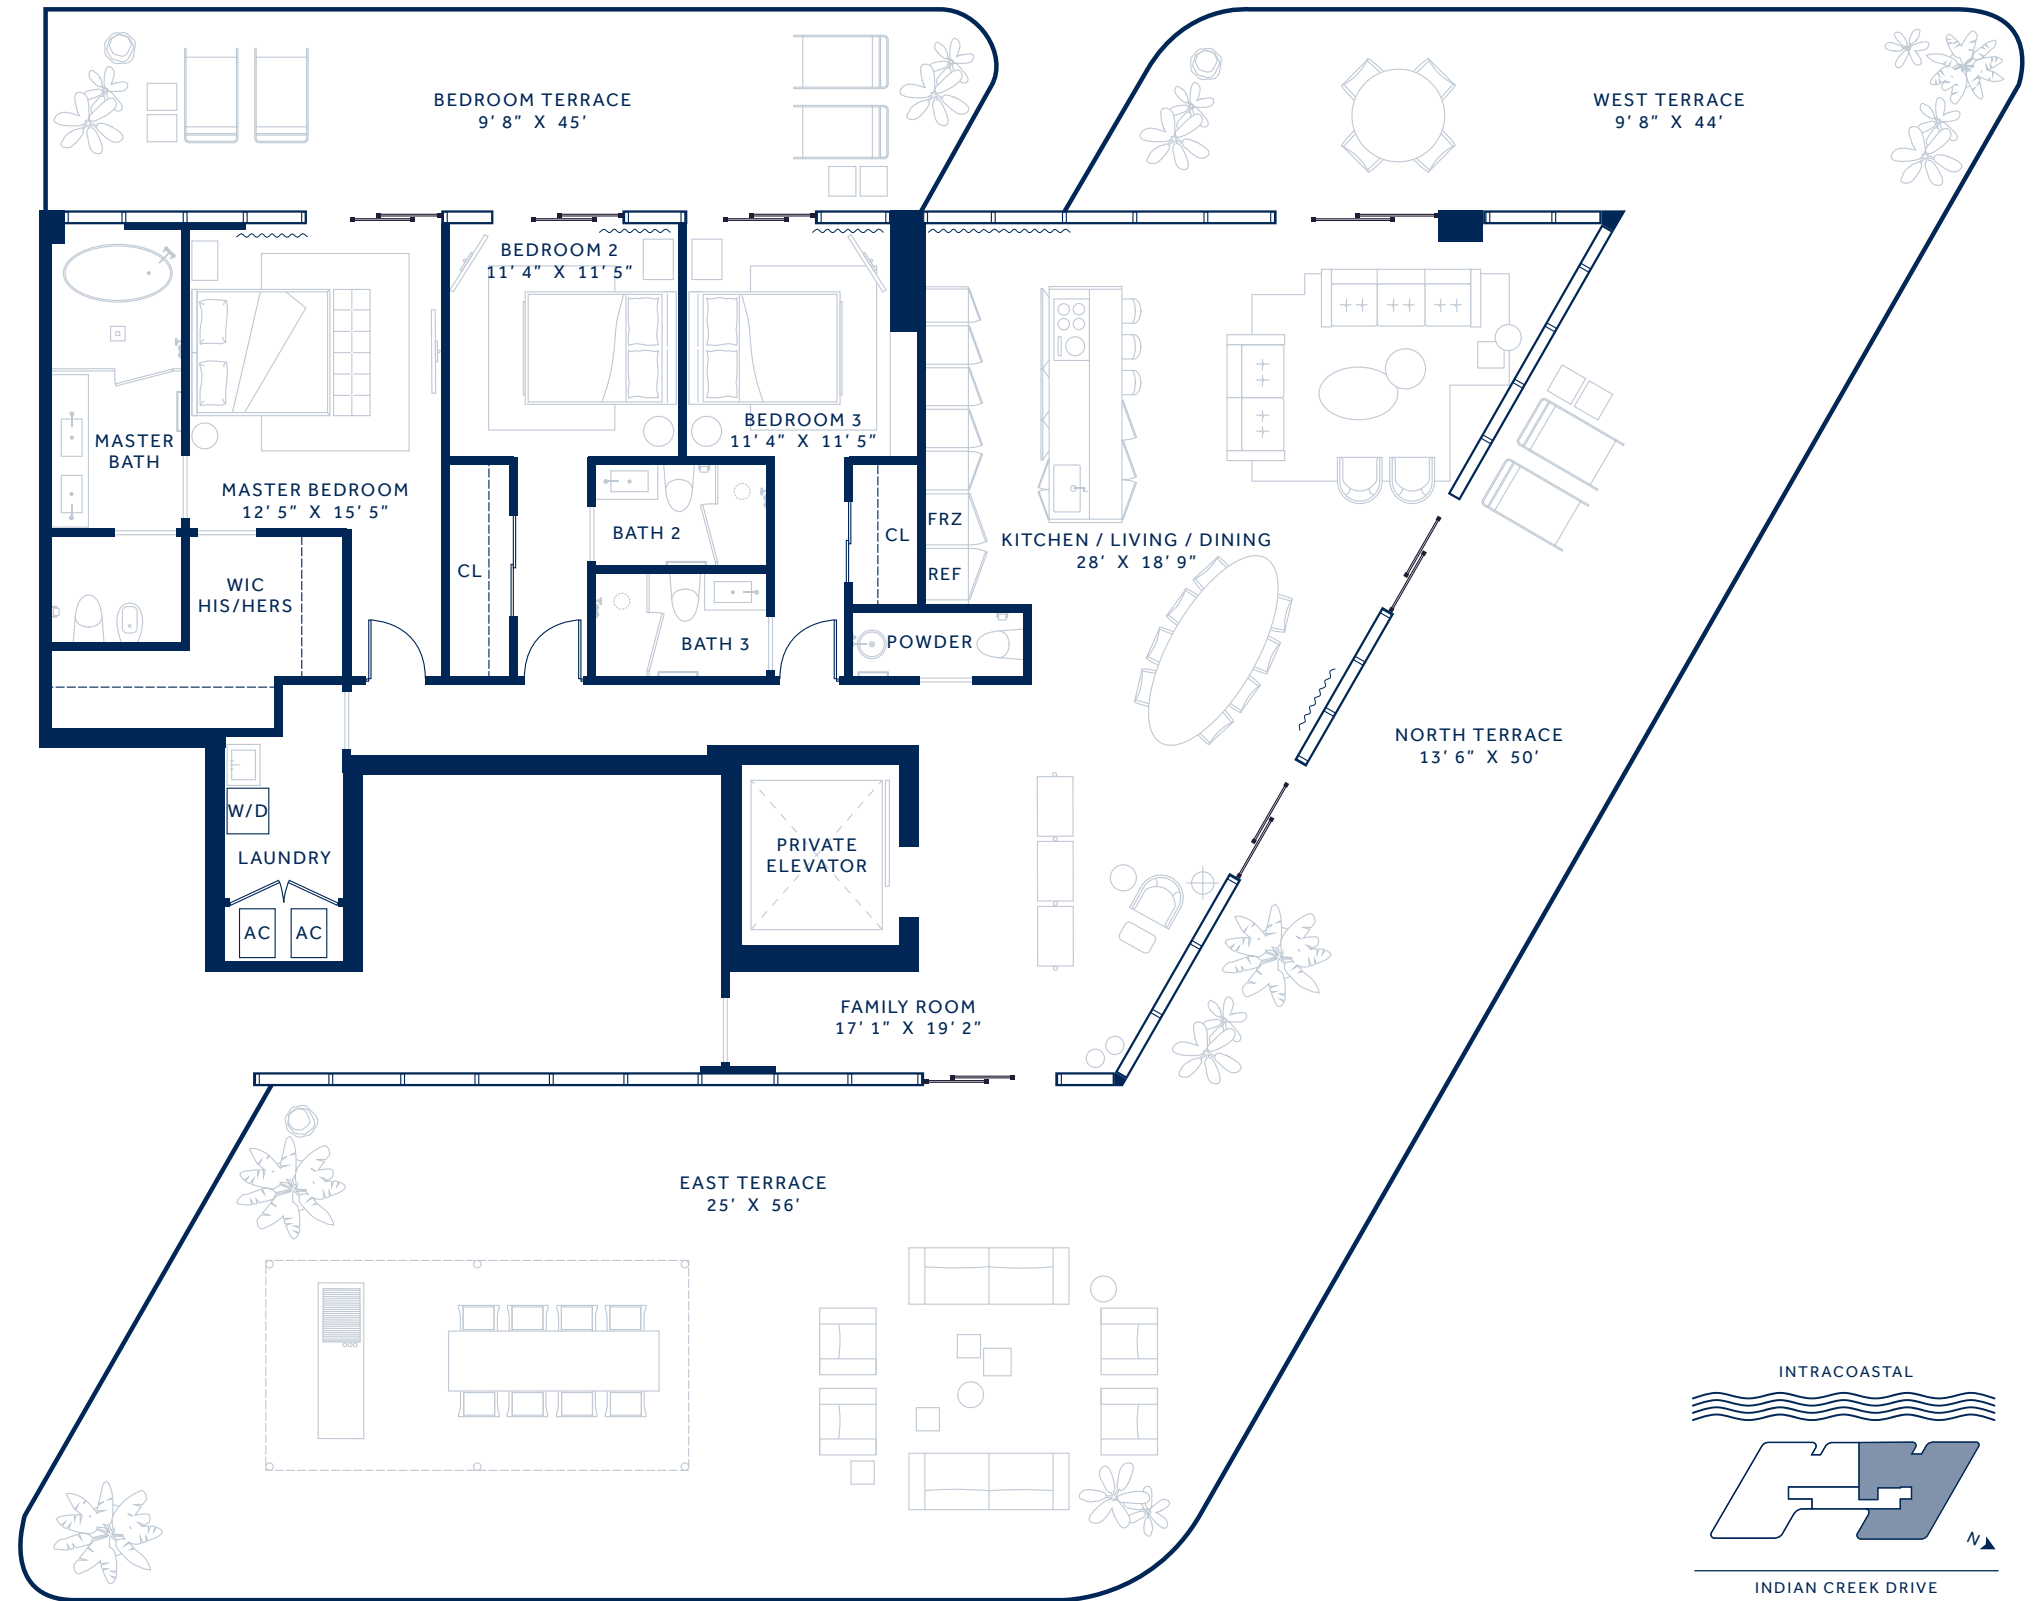 BEDROOM TERRACE
9′ 8″ X 45′
WEST TERRACE
9′ 8″ X 44′
BEDROOM 2
11′ 4″ X 11′ 5″
BEDROOM 3
11′ 4″ X 11′ 5″
MASTER
BATH
MASTER BEDROOM
12′ 5″ X 15′ 5″
BATH 2
CL
FRZ
KITCHEN / LIVING / DINING
28′ X 18′ 9″
CL
REF
WIC
HIS/HERS
BATH 3
POWDER
NORTH TERRACE
13′ 6″ X 50′
W/D
LAUNDRY
PRIVATE
ELEVATOR
AC
AC
FAMILY ROOM
17′ 1″ X 19′ 2″
EAST TERRACE
25′ X 56′
INTRACOASTAL
N
INDIAN CREEK DRIVE